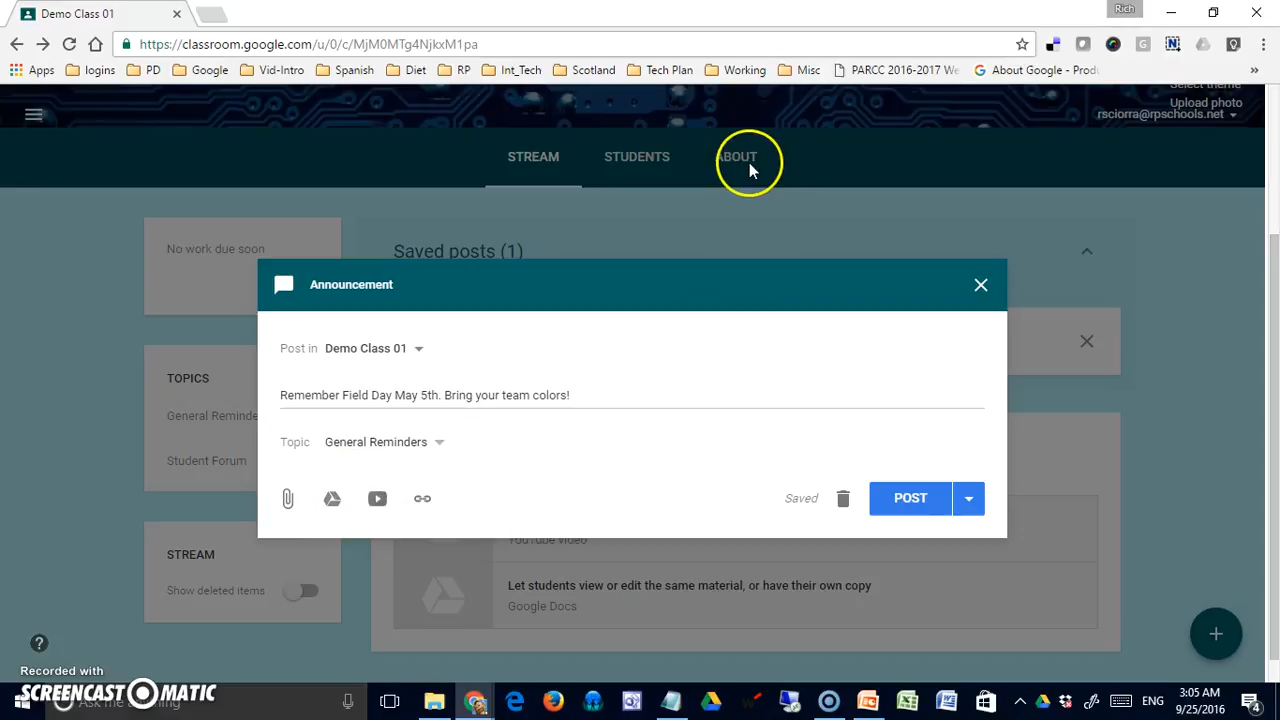 Demo Class 01
Rich
https://classroom.google.com/u/0/c/MjM0MTg4NjkxM1pa
Apps logins PD Google Vid-Intro Spanish Diet RP Int_Tech Scotland Tech Plan Working Misc PARCC 2016-2017 We About Google - Prod
Select theme
Upload photo
rsciorra@rpschools.net
STREAM STUDENTS ABOUT
No work due soon
Saved posts (1)
Announcement
Post in Demo Class 01
TOPICS
Remember Field Day May 5th. Bring your team colors!
General Reminde
Topic General Reminders
Student Forum
Saved POST
YouTube video
STREAM
Show deleted items
Let students view or edit the same material, or have their own copy
Google Docs
?
Recorded with
SCREENCAST-O-MATIC
Ask me anything
ENG
3:05 AM
9/25/2016
4